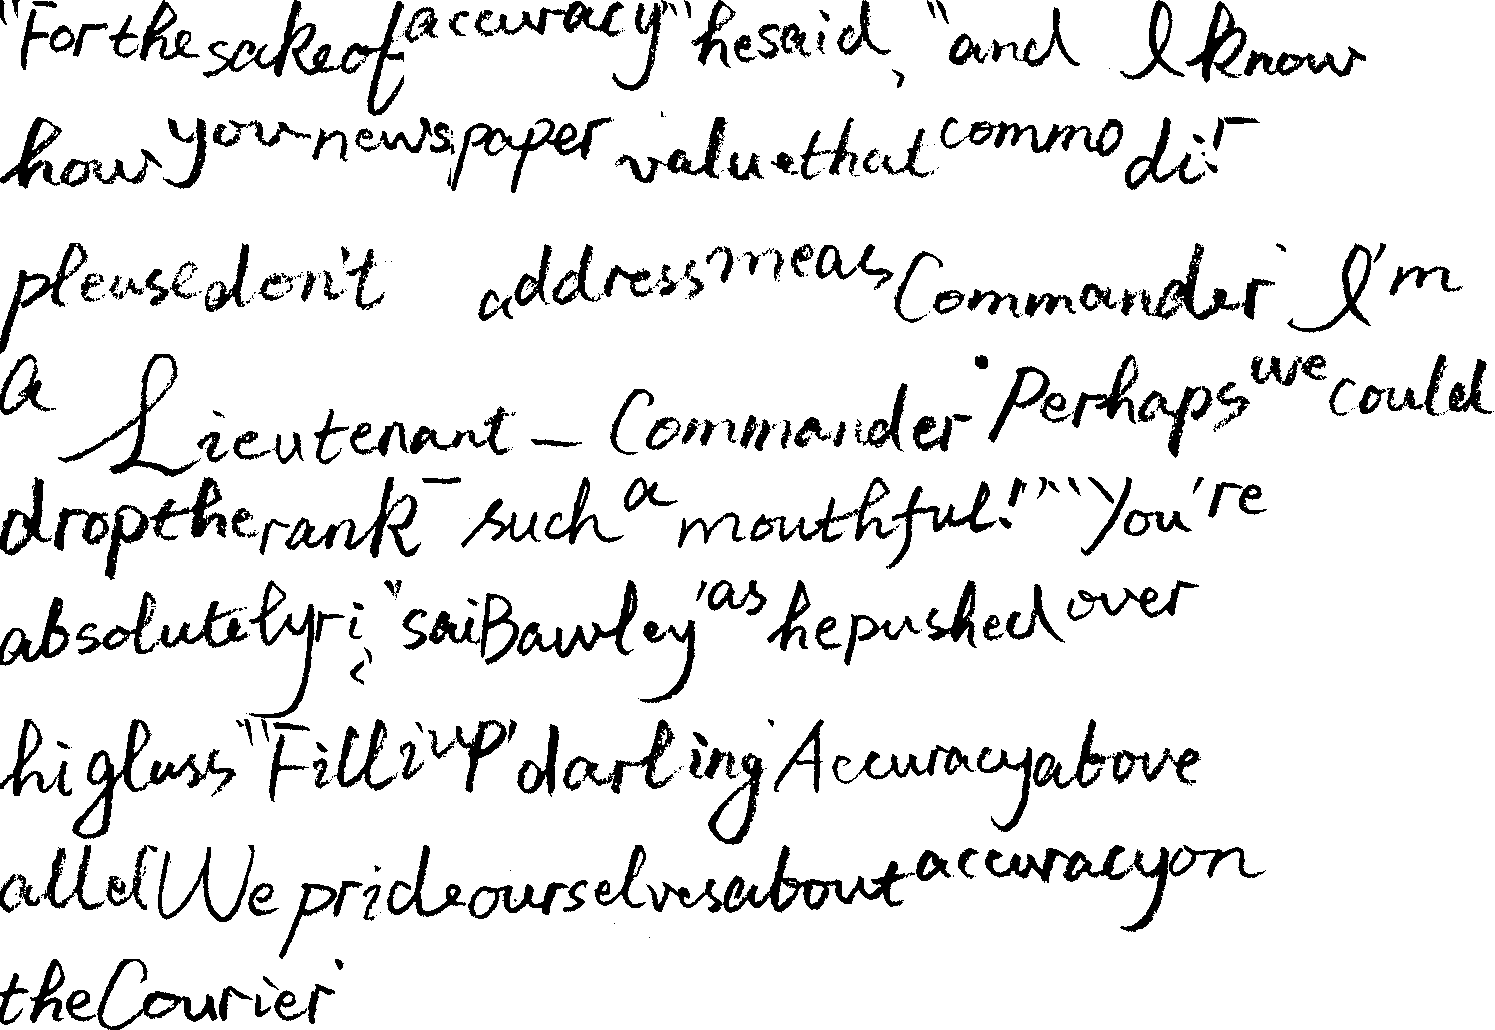 "For the sake of accuracy" he said, "and I know
how you newspaper value that commodi! -
please don't address me as Commander. I'm
a Lieutenant - Commander. Perhaps we could
drop the rank - such a mouthful!" "You're
absolutely ri, " sai Bawley, as he pushed over
hi glass "Fill i up, darling Accuracy above
all el We pride ourselves about accuracy on
the Courier.